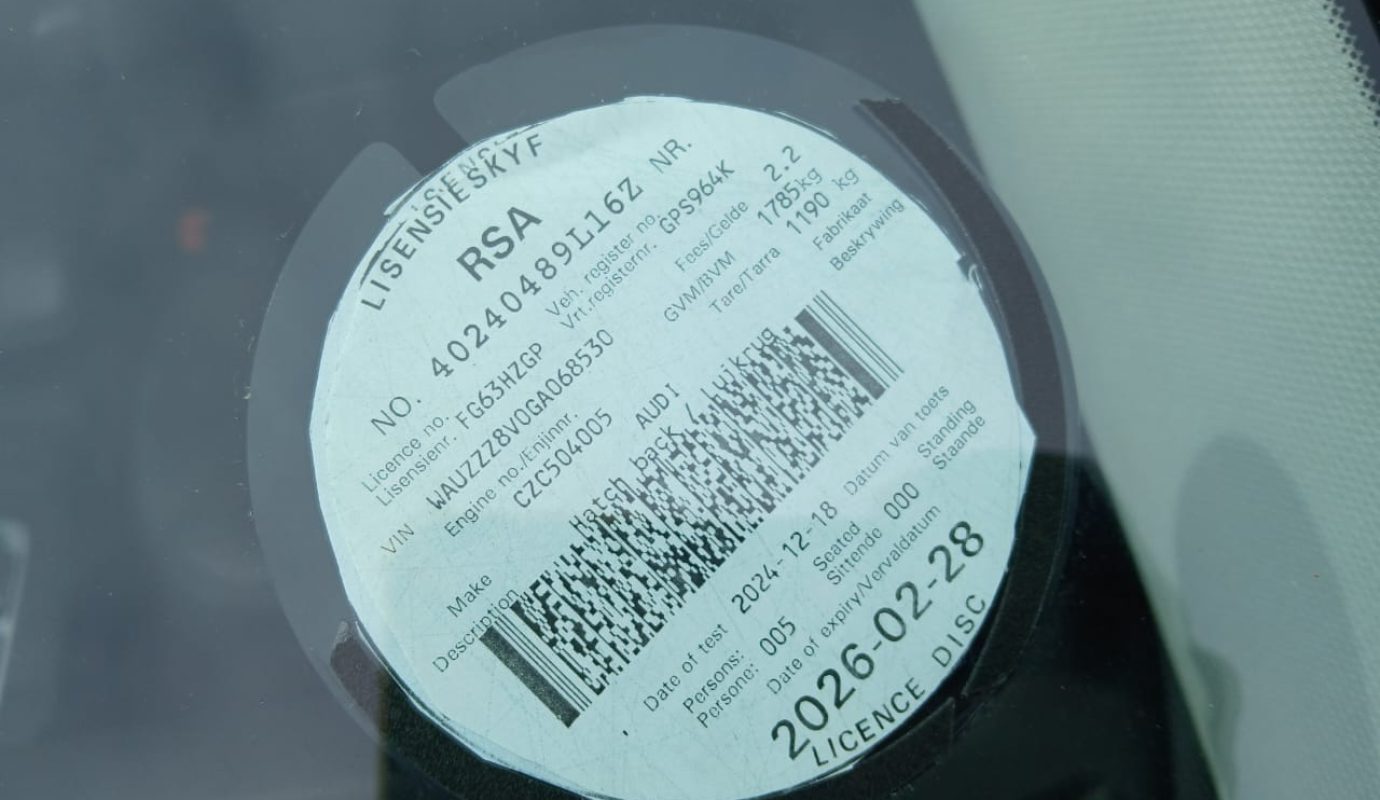 LISENSIESKYF
RSA
NO. 40240489L16Z NR.
Licence no. Veh. register no.
Lisensienr. FG63HZGP Vrt.registernr. GPS964K
VIN WAUZZZ8V0GA068530 Fees/Gelde 2.2
Engine no./Enjinnr. GVM/BVM 1785kg
CZC504005 Tare/Tarra 1190 kg
Make AUDI Fabrikaat
Description Hatch back / Luikrug Beskrywing
Date of test 2024-12-18 Datum van toets
Persons: Seated Standing
Persone: 005 Sittende 000 Staande
Date of expiry/Vervaldatum
2026-02-28
LICENCE DISC